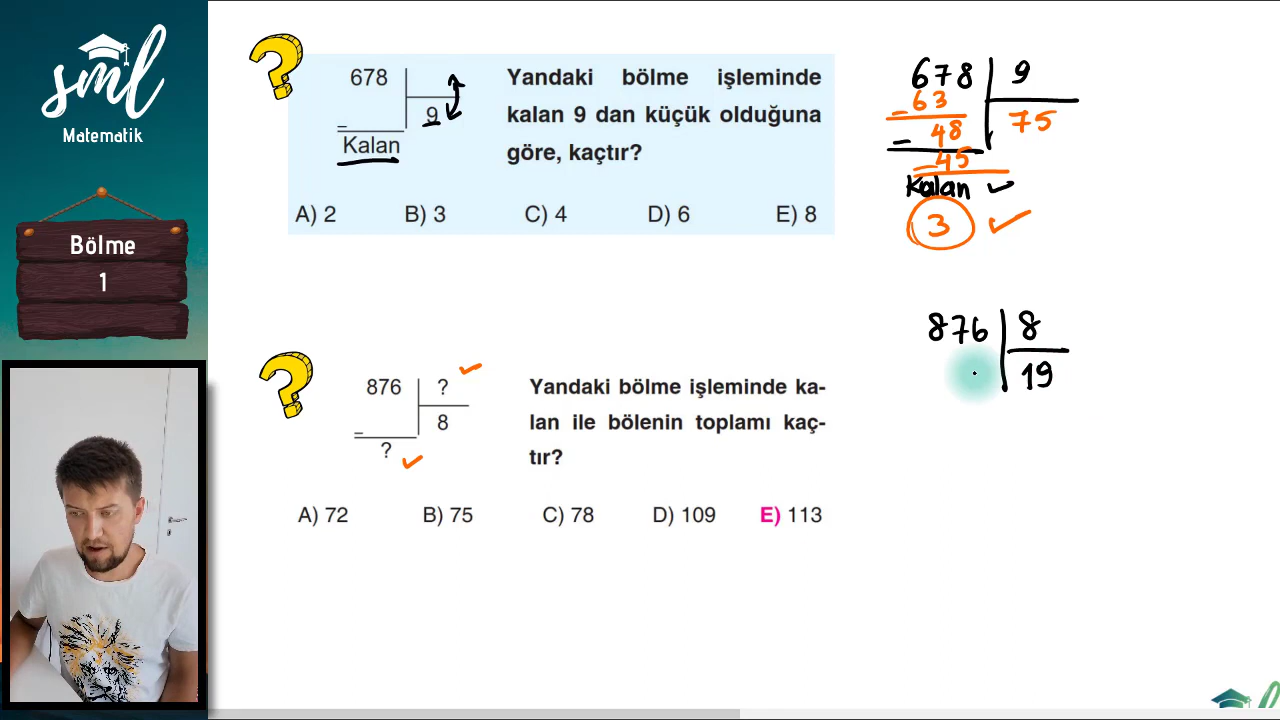 sml
Matematik
Bölme
1
678
9
Kalan
Yandaki bölme işleminde
kalan 9 dan küçük olduğuna
göre, kaçtır?
A) 2 B) 3 C) 4 D) 6 E) 8
678 9
- 63 75
- 48
- 45
Kalan
3
876 ?
8
?
Yandaki bölme işleminde ka-
lan ile bölenin toplamı kaç-
tır?
A) 72 B) 75 C) 78 D) 109 E) 113
876 8
19